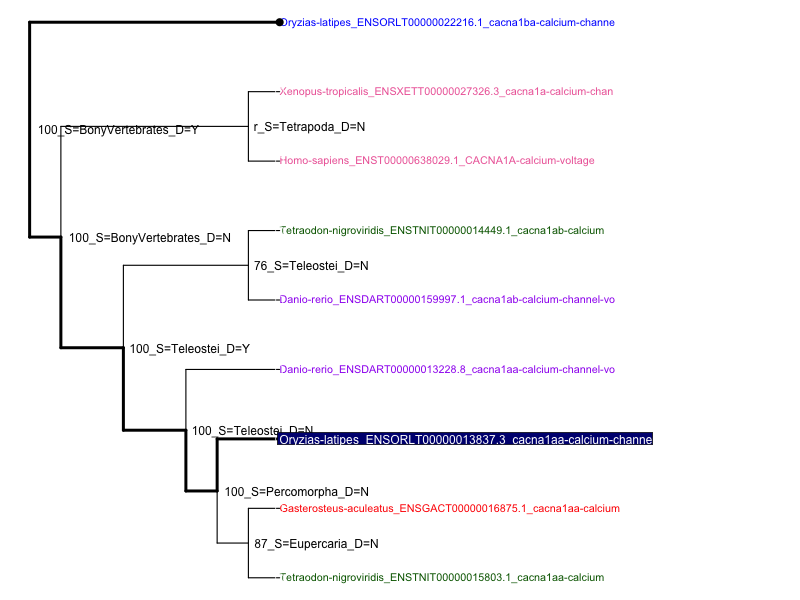 Oryzias-latipes_ENSORLT00000022216.1_cacna1ba-calcium-channe
Xenopus-tropicalis_ENSXETT00000027326.3_cacna1a-calcium-chan
100_S=BonyVertebrates_D=Y
r_S=Tetrapoda_D=N
Homo-sapiens_ENST00000638029.1_CACNA1A-calcium-voltage
Tetraodon-nigroviridis_ENSTNIT00000014449.1_cacna1ab-calcium
100_S=BonyVertebrates_D=N
76_S=Teleostei_D=N
Danio-rerio_ENSDART00000159997.1_cacna1ab-calcium-channel-vo
100_S=Teleostei_D=Y
Danio-rerio_ENSDART00000013228.8_cacna1aa-calcium-channel-vo
100_S=Teleostei_D=N
Oryzias-latipes_ENSORLT00000013837.3_cacna1aa-calcium-channe
100_S=Percomorpha_D=N
Gasterosteus-aculeatus_ENSGACT00000016875.1_cacna1aa-calcium
87_S=Eupercaria_D=N
Tetraodon-nigroviridis_ENSTNIT00000015803.1_cacna1aa-calcium